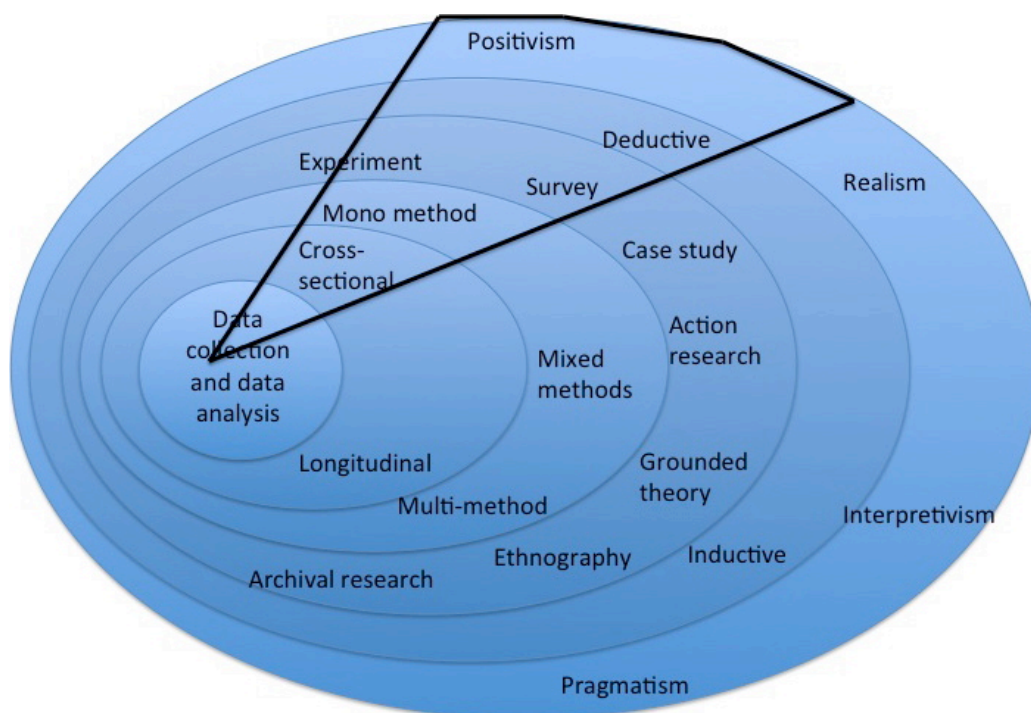 Positivism
Deductive
Experiment
Survey
Realism
Mono method
Cross-
sectional
Case study
Data
collection
and data
analysis
Action
research
Mixed
methods
Longitudinal
Grounded
theory
Multi-method
Interpretivism
Ethnography
Inductive
Archival research
Pragmatism